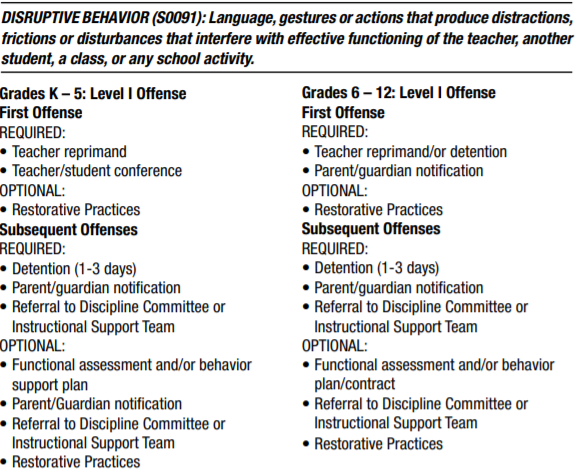 DISRUPTIVE BEHAVIOR (S0091): Language, gestures or actions that produce distractions,
frictions or disturbances that interfere with effective functioning of the teacher, another
student, a class, or any school activity.
Grades K – 5: Level I Offense
First Offense
REQUIRED:
• Teacher reprimand
• Teacher/student conference
OPTIONAL:
• Restorative Practices
Subsequent Offenses
REQUIRED:
• Detention (1-3 days)
• Parent/guardian notification
• Referral to Discipline Committee or
Instructional Support Team
OPTIONAL:
• Functional assessment and/or behavior
support plan
• Parent/Guardian notification
• Referral to Discipline Committee or
Instructional Support Team
• Restorative Practices
Grades 6 – 12: Level I Offense
First Offense
REQUIRED:
• Teacher reprimand/or detention
• Parent/guardian notification
OPTIONAL:
• Restorative Practices
Subsequent Offenses
REQUIRED:
• Detention (1-3 days)
• Parent/guardian notification
• Referral to Discipline Committee or
Instructional Support Team
OPTIONAL:
• Functional assessment and/or behavior
plan/contract
• Referral to Discipline Committee or
Instructional Support Team
• Restorative Practices